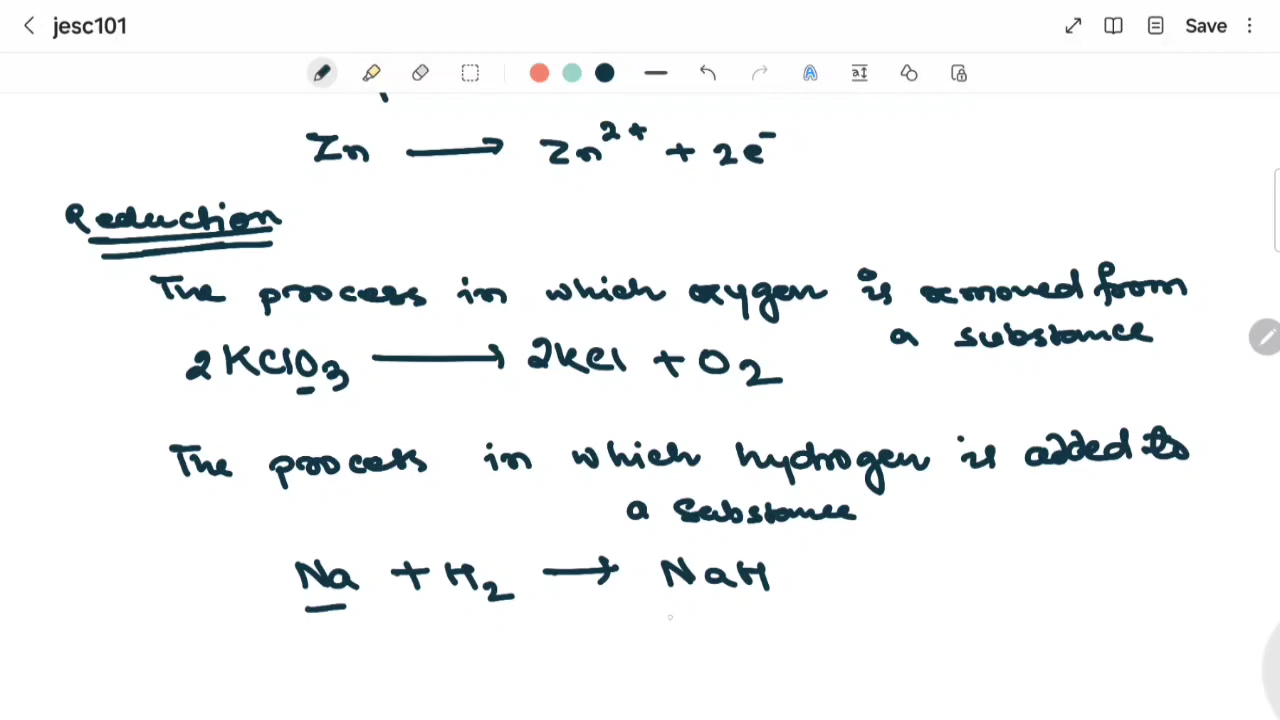 jesc101
Save
Zn ⟶ Zn²⁺ + 2e⁻
Reduction
The process in which oxygen is removed from
a substance
2KClO₃ ⟶ 2KCl + O₂
The process in which hydrogen is added to
a substance
Na + H₂ ⟶ NaH